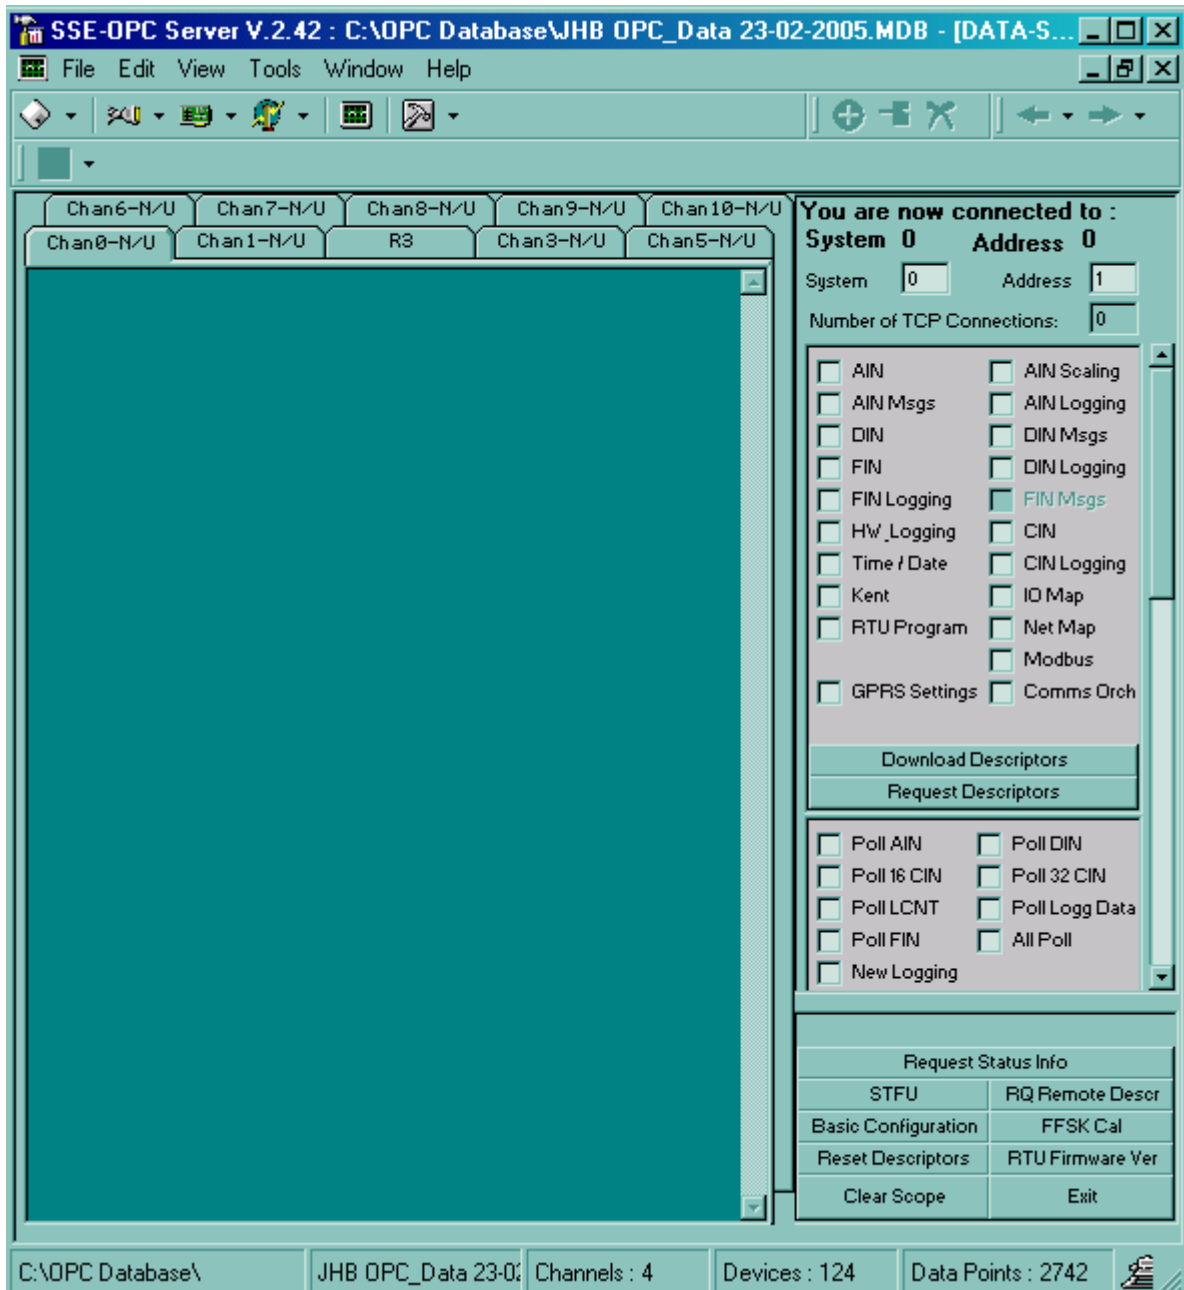 SSE-OPC Server V.2.42 : C:\OPC Database\JHB OPC_Data 23-02-2005.MDB - [DATA-S...
File Edit View Tools Window Help
Chan6-N/U Chan7-N/U Chan8-N/U Chan9-N/U Chan10-N/U
Chan0-N/U Chan1-N/U R3 Chan3-N/U Chan5-N/U
You are now connected to :
System 0 Address 0
System 0 Address 1
Number of TCP Connections: 0
AIN AIN Scaling
AIN Msgs AIN Logging
DIN DIN Msgs
FIN DIN Logging
FIN Logging FIN Msgs
HW_Logging CIN
Time / Date CIN Logging
Kent IO Map
RTU Program Net Map
Modbus
GPRS Settings Comms Orch
Download Descriptors
Request Descriptors
Poll AIN Poll DIN
Poll 16 CIN Poll 32 CIN
Poll LCNT Poll Logg Data
Poll FIN All Poll
New Logging
Request Status Info
STFU RQ Remote Descr
Basic Configuration FFSK Cal
Reset Descriptors RTU Firmware Ver
Clear Scope Exit
C:\OPC Database\ JHB OPC_Data 23-02 Channels : 4 Devices : 124 Data Points : 2742